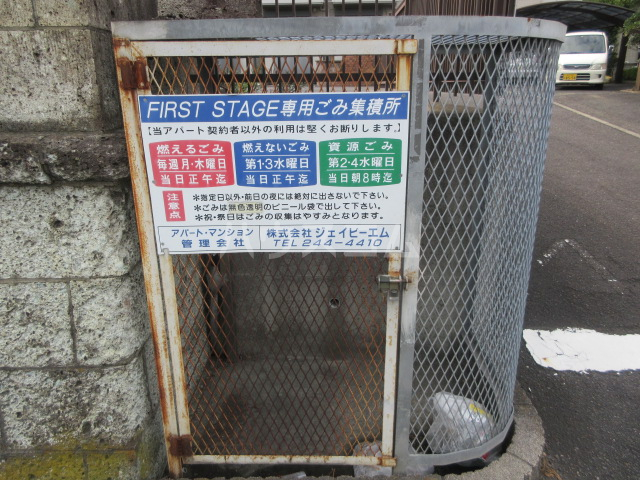 FIRST STAGE専用ごみ集積所
【当アパート契約者以外の利用は堅くお断りします。】
燃えるごみ
毎週月・木曜日
当日正午迄
燃えないごみ
第1・3水曜日
当日正午迄
資源ごみ
第2・4水曜日
当日朝8時迄
注意点
＊指定日以外・前日の夜には絶対に出さないで下さい。
＊ごみは無色透明のビニール袋で出して下さい。
＊祝・祭日はごみの収集はやすみとなります。
アパート・マンション
管理会社
株式会社 ジェイピーエム
TEL 244-4410